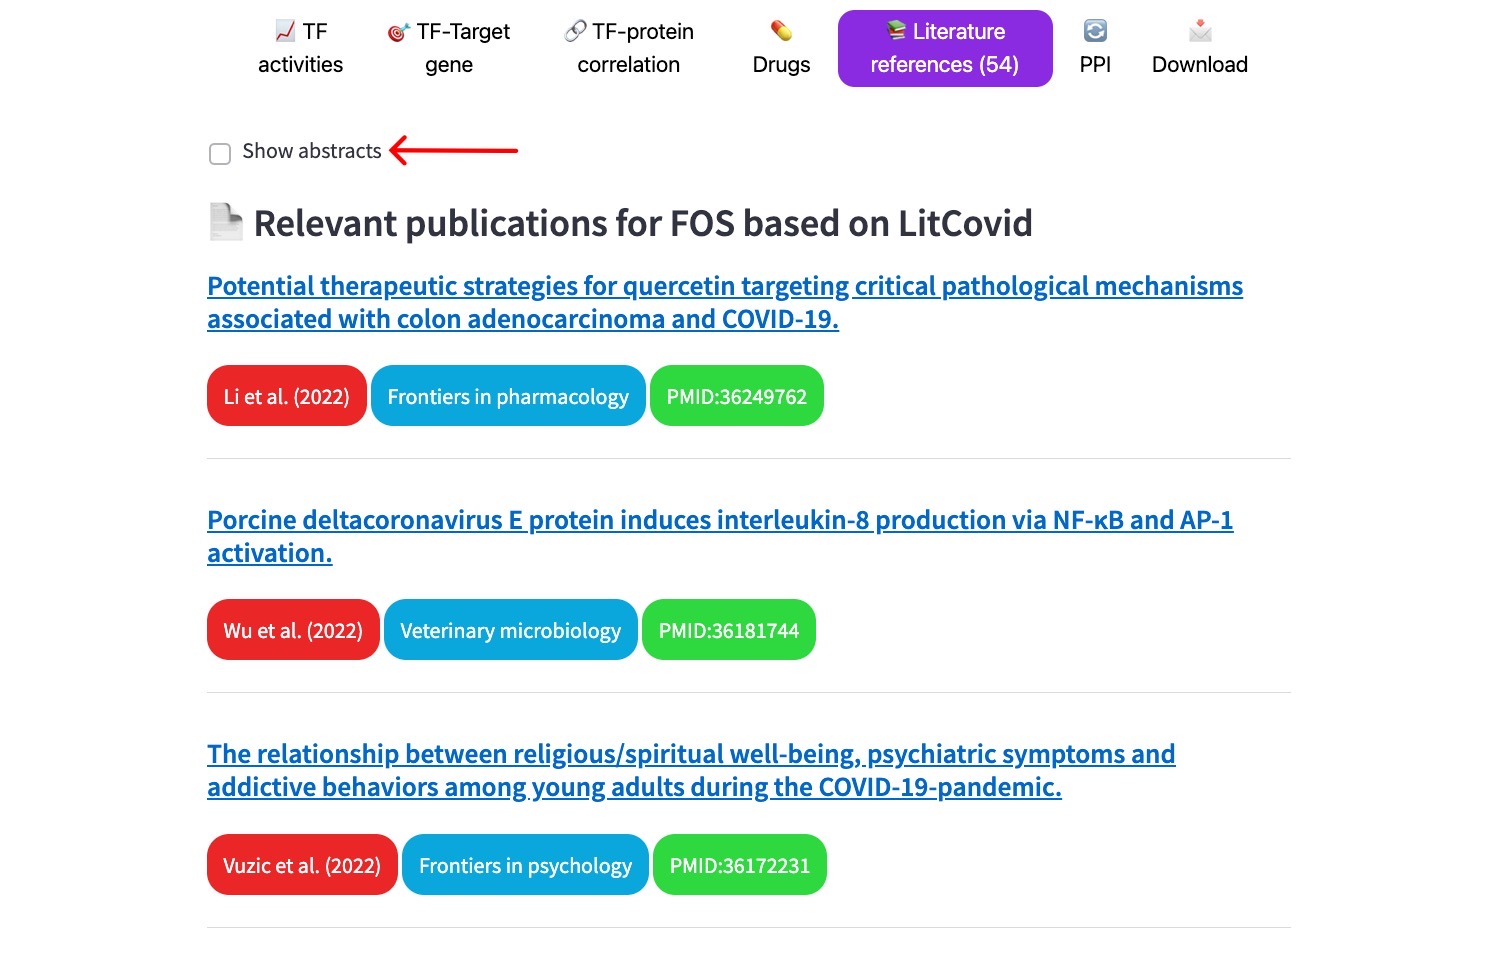 TF activities
TF-Target gene
TF-protein correlation
Drugs
Literature references (54)
PPI
Download
Show abstracts
Relevant publications for FOS based on LitCovid
Potential therapeutic strategies for quercetin targeting critical pathological mechanisms
associated with colon adenocarcinoma and COVID-19.
Li et al. (2022) Frontiers in pharmacology PMID:36249762
Porcine deltacoronavirus E protein induces interleukin-8 production via NF-κB and AP-1
activation.
Wu et al. (2022) Veterinary microbiology PMID:36181744
The relationship between religious/spiritual well-being, psychiatric symptoms and
addictive behaviors among young adults during the COVID-19-pandemic.
Vuzic et al. (2022) Frontiers in psychology PMID:36172231